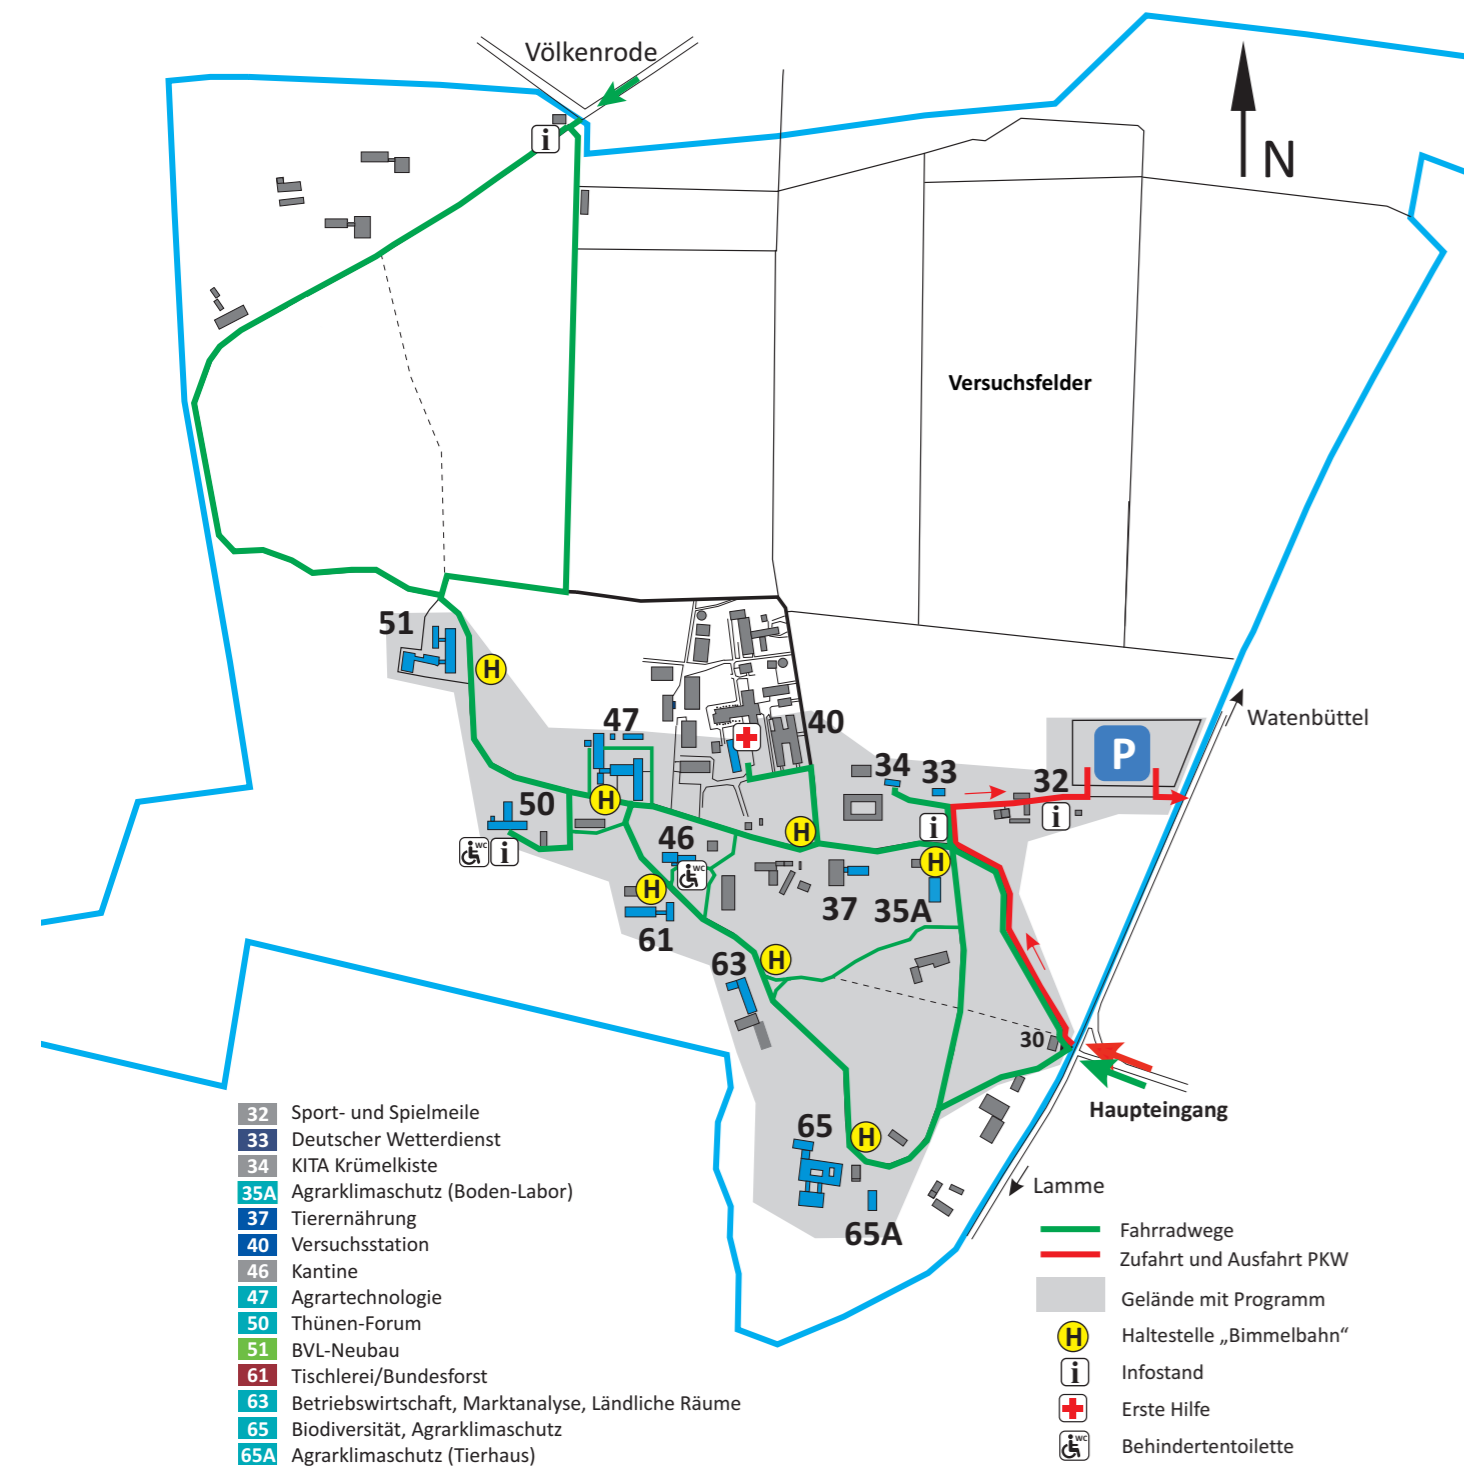 Völkenrode
i
N
Versuchsfelder
51
H
47
40
Watenbüttel
P
34
33
32
H
50
i
i
H
46
H
WC
i
WC
H
37
35A
61
63
H
30
Haupteingang
65
H
Lamme
65A
32 Sport- und Spielmeile
33 Deutscher Wetterdienst
34 KITA Krümelkiste
35A Agrarklimaschutz (Boden-Labor)
37 Tierernährung
40 Versuchsstation
46 Kantine
47 Agrartechnologie
50 Thünen-Forum
51 BVL-Neubau
61 Tischlerei/Bundesforst
63 Betriebswirtschaft, Marktanalyse, Ländliche Räume
65 Biodiversität, Agrarklimaschutz
65A Agrarklimaschutz (Tierhaus)
Fahrradwege
Zufahrt und Ausfahrt PKW
Gelände mit Programm
H Haltestelle „Bimmelbahn“
i Infostand
Erste Hilfe
WC Behindertentoilette